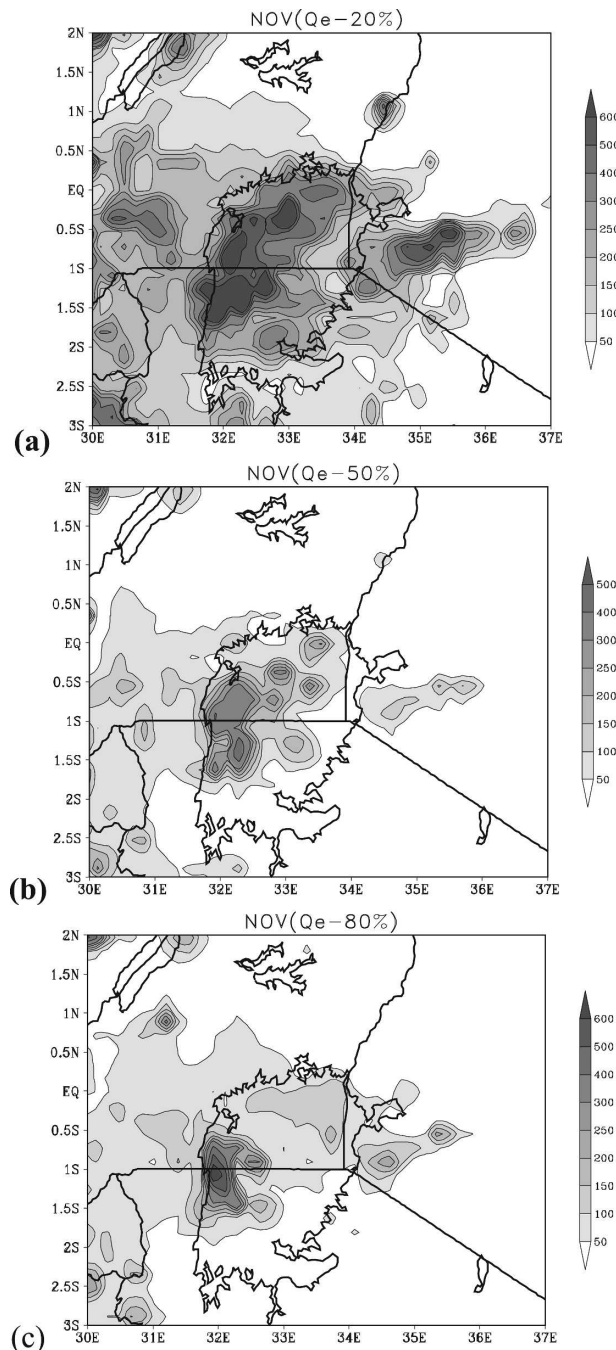 NOV(Qe-20%)
2N
1.5N
1N
0.5N
EQ
0.5S
1S
1.5S
2S
2.5S
3S
30E 31E 32E 33E 34E 35E 36E 37E
600
500
400
300
250
200
150
100
50
(a)
NOV(Qe-50%)
2N
1.5N
1N
0.5N
EQ
0.5S
1S
1.5S
2S
2.5S
3S
30E 31E 32E 33E 34E 35E 36E 37E
500
400
300
250
200
150
100
50
(b)
NOV(Qe-80%)
2N
1.5N
1N
0.5N
EQ
0.5S
1S
1.5S
2S
2.5S
3S
30E 31E 32E 33E 34E 35E 36E 37E
600
500
400
300
250
200
150
100
50
(c)